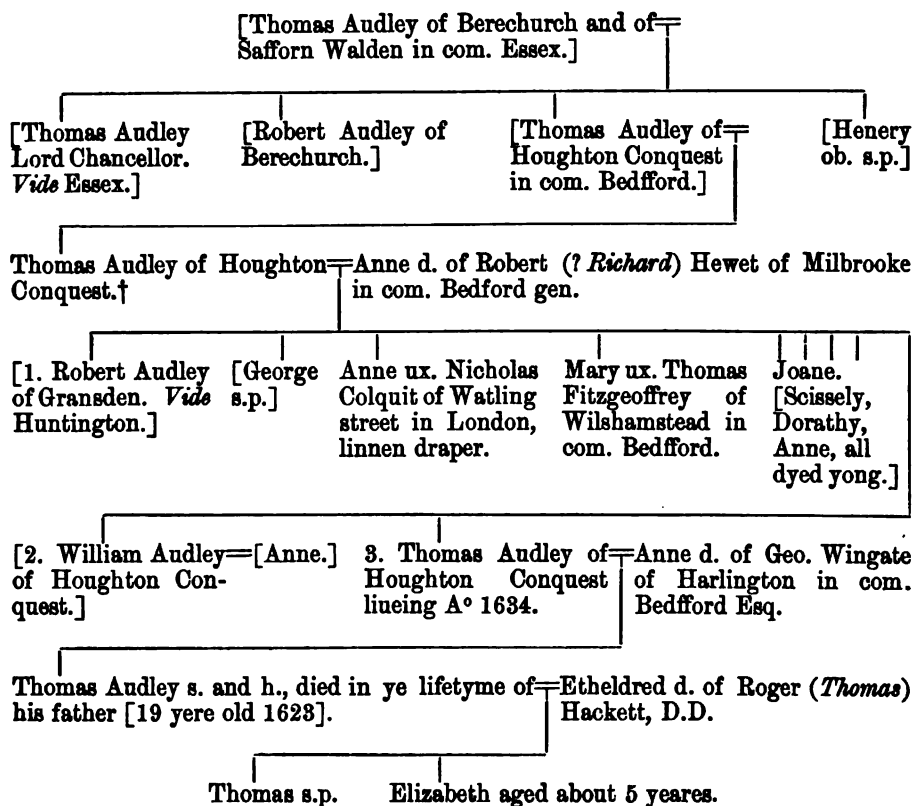 [Thomas Audley of Berechurch and of
Safforn Walden in com. Essex.]
[Thomas Audley
Lord Chancellor.
Vide Essex.]
[Robert Audley of
Berechurch.]
[Thomas Audley of
Houghton Conquest
in com. Bedfford.]
[Henery
ob. s.p.]
Thomas Audley of Houghton
Conquest.†
Anne d. of Robert (? Richard) Hewet of Milbrooke
in com. Bedford gen.
[1. Robert Audley
of Gransden. Vide
Huntington.]
[George
s.p.]
Anne ux. Nicholas
Colquit of Watling
street in London,
linnen draper.
Mary ux. Thomas
Fitzgeoffrey of
Wilshamstead in
com. Bedfford.
Joane.
[Scissely,
Dorathy,
Anne, all
dyed yong.]
[2. William Audley
of Houghton Con-
quest.]
[Anne.]
3. Thomas Audley of
Houghton Conquest
liueing Aº 1634.
Anne d. of Geo. Wingate
of Harlington in com.
Bedfford Esq.
Thomas Audley s. and h., died in ye lifetyme of
his father [19 yere old 1623].
Etheldred d. of Roger (Thomas)
Hackett, D.D.
Thomas s.p.
Elizabeth aged about 5 yeares.